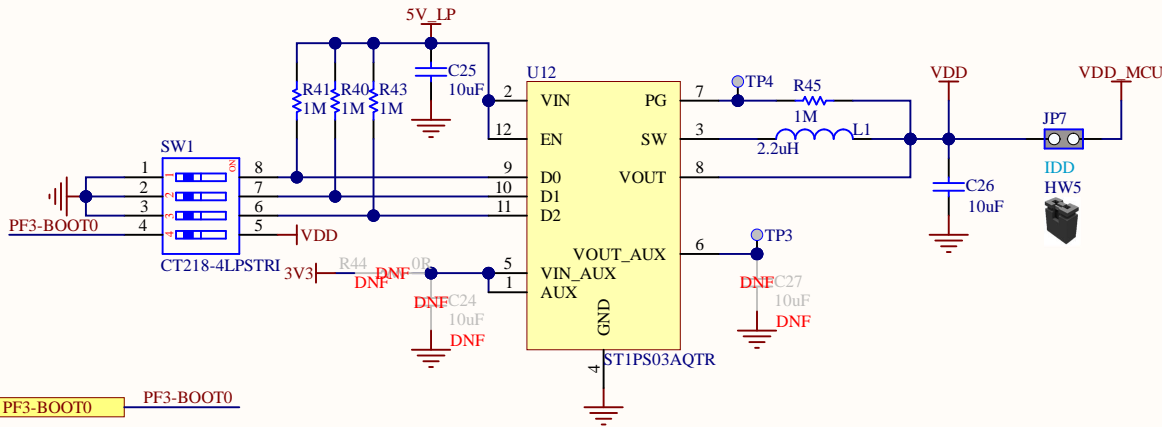 5V_LP
R41
1M
R40
1M
R43
1M
C25
10uF
U12
2
VIN
12
EN
9
D0
10
D1
11
D2
5
VIN_AUX
1
AUX
PG
7
SW
3
VOUT
8
VOUT_AUX
6
GND
4
ST1PS03AQTR
TP4
R45
1M
L1
2.2uH
VDD
C26
10uF
JP7
IDD
HW5
VDD_MCU
TP3
DNF
C27
10uF
DNF
SW1
ON
1
2
3
4
1
2
3
4
8
7
6
5
VDD
CT218-4LPSTRI
PF3-BOOT0
3V3
R44
0R
DNF
DNF
DNF
C24
10uF
DNF
PF3-BOOT0
PF3-BOOT0